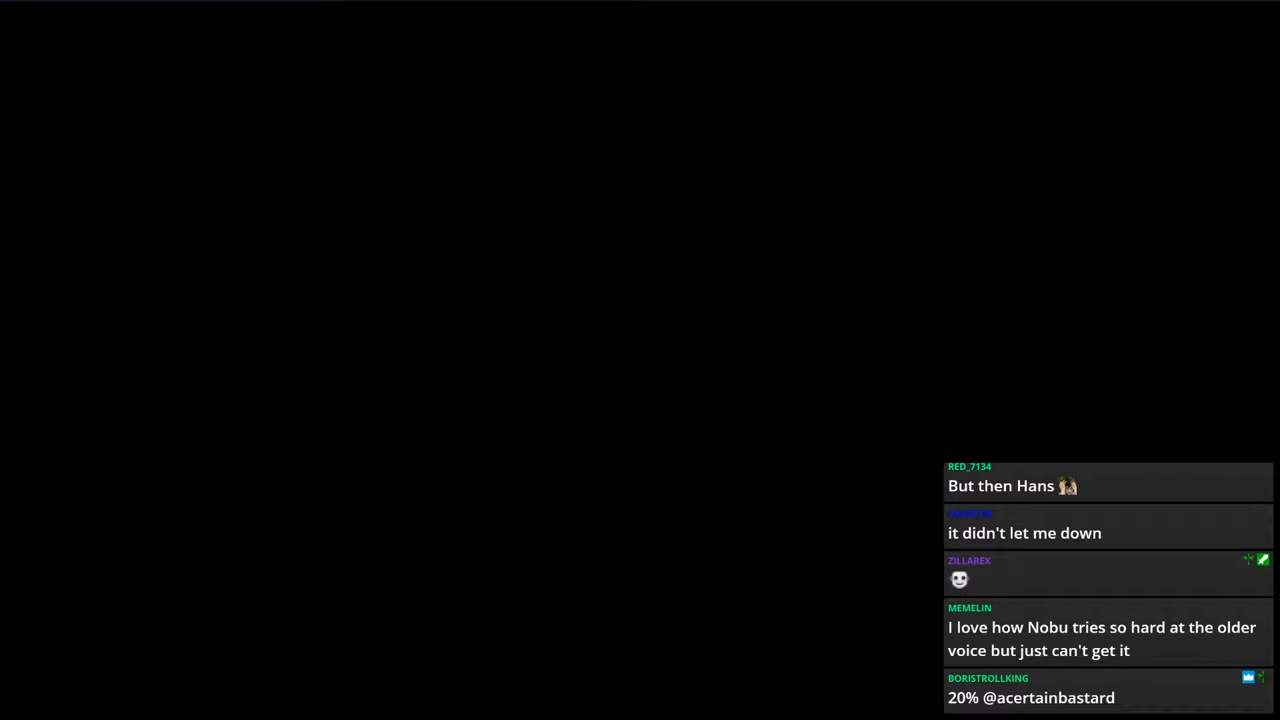 RED_7134
But then Hans
it didn't let me down
ZILLAREX
MEMELIN
I love how Nobu tries so hard at the older
voice but just can't get it
BORISTROLLKING
20% @acertainbastard